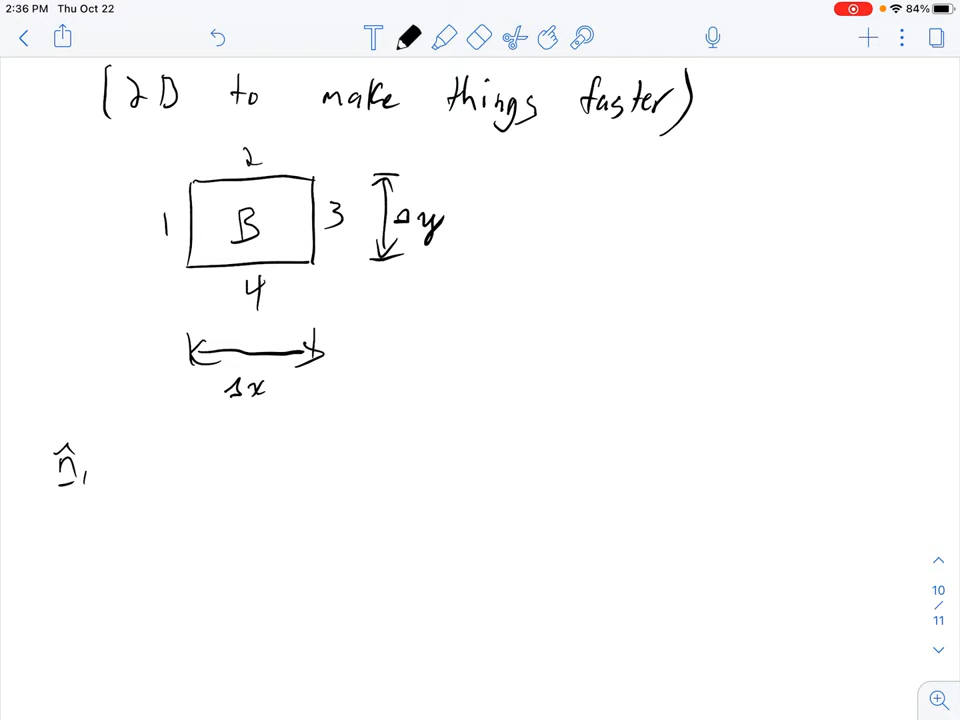 2:36 PM Thu Oct 22 84%
T
(2D to make things faster)
2
1 B 3 Δy
4
Δx
n̂₁
10
/
11